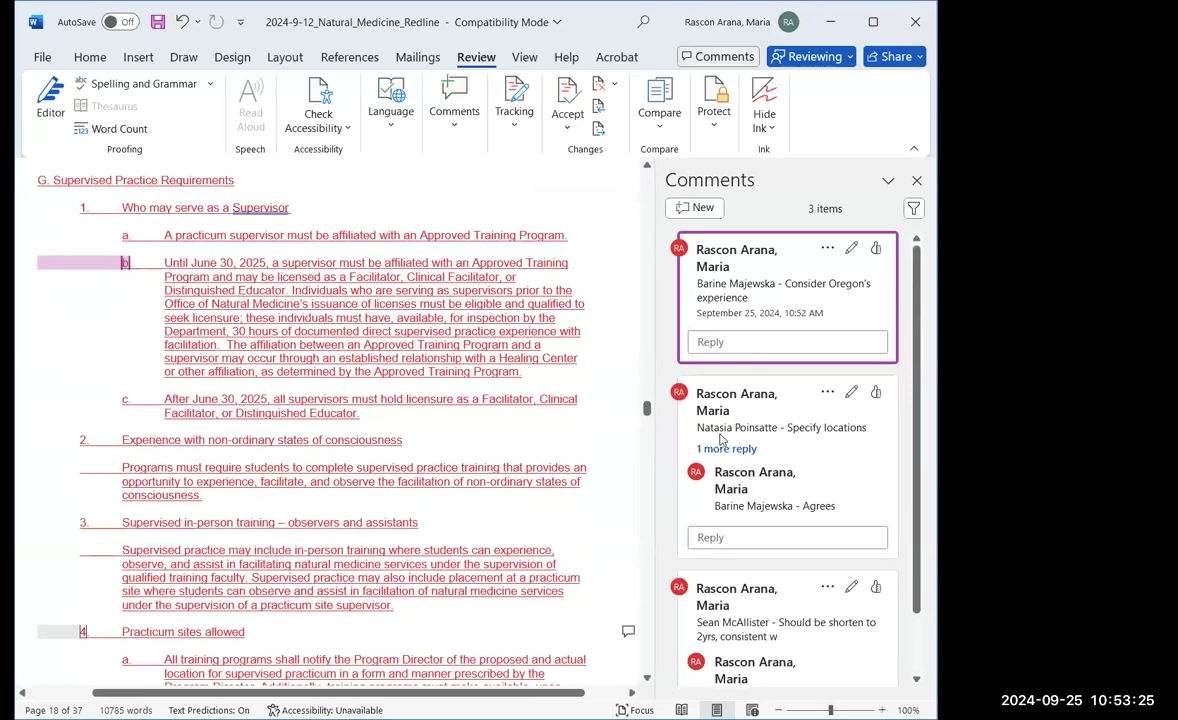 AutoSave Off 2024-9-12_Natural_Medicine_Redline - Compatibility Mode Rascon Arana, Maria RA
File Home Insert Draw Design Layout References Mailings Review View Help Acrobat Comments Reviewing Share
Editor Spelling and Grammar Thesaurus Word Count Read Aloud Check Accessibility Language Comments Tracking Accept Compare Protect Hide Ink
Proofing Speech Accessibility Changes Compare Ink
G. Supervised Practice Requirements
1. Who may serve as a Supervisor
a. A practicum supervisor must be affiliated with an Approved Training Program.
b. Until June 30, 2025, a supervisor must be affiliated with an Approved Training
Program and may be licensed as a Facilitator, Clinical Facilitator, or
Distinguished Educator. Individuals who are serving as supervisors prior to the
Office of Natural Medicine's issuance of licenses must be eligible and qualified to
seek licensure; these individuals must have, available, for inspection by the
Department, 30 hours of documented direct supervised practice experience with
facilitation. The affiliation between an Approved Training Program and a
supervisor may occur through an established relationship with a Healing Center
or other affiliation, as determined by the Approved Training Program.
c. After June 30, 2025, all supervisors must hold licensure as a Facilitator, Clinical
Facilitator, or Distinguished Educator.
2. Experience with non-ordinary states of consciousness
Programs must require students to complete supervised practice training that provides an
opportunity to experience, facilitate, and observe the facilitation of non-ordinary states of
consciousness.
3. Supervised in-person training – observers and assistants
Supervised practice may include in-person training where students can experience,
observe, and assist in facilitating natural medicine services under the supervision of
qualified training faculty. Supervised practice may also include placement at a practicum
site where students can observe and assist in facilitation of natural medicine services
under the supervision of a practicum site supervisor.
4. Practicum sites allowed
a. All training programs shall notify the Program Director of the proposed and actual
location for supervised practicum in a form and manner prescribed by the
Program Director. Additionally, training programs must make available, upon
Comments
New 3 items
RA Rascon Arana,
Maria
Barine Majewska - Consider Oregon's
experience
September 25, 2024, 10:52 AM
Reply
RA Rascon Arana,
Maria
Natasia Poinsatte - Specify locations
1 more reply
RA Rascon Arana,
Maria
Barine Majewska - Agrees
Reply
RA Rascon Arana,
Maria
Sean McAllister - Should be shorten to
2yrs, consistent w
RA Rascon Arana,
Maria
Page 18 of 37 10785 words Text Predictions: On Accessibility: Unavailable Focus 100%
2024-09-25 10:53:25